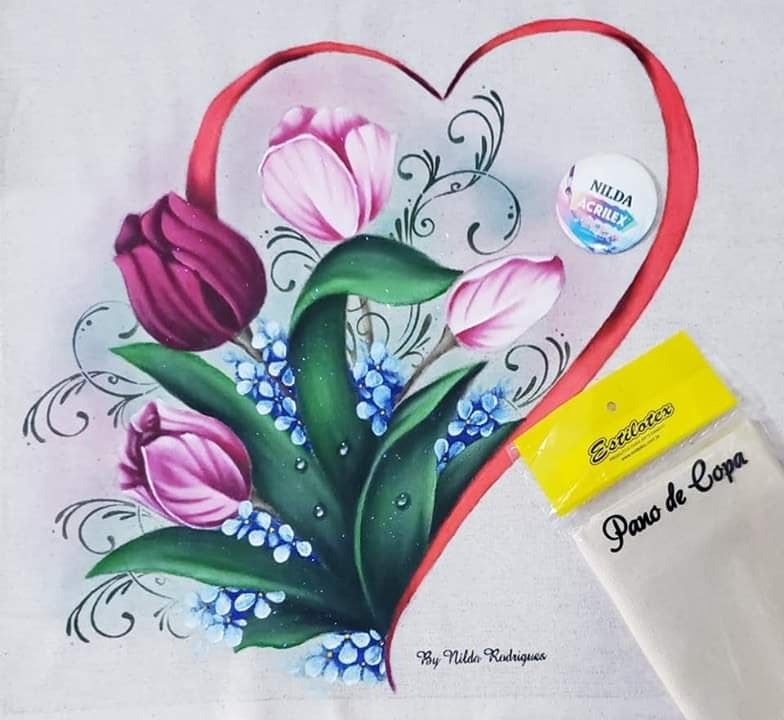 NILDA
ACRILEX
Estilotex
Pano de Copa
By Nilda Rodrigues